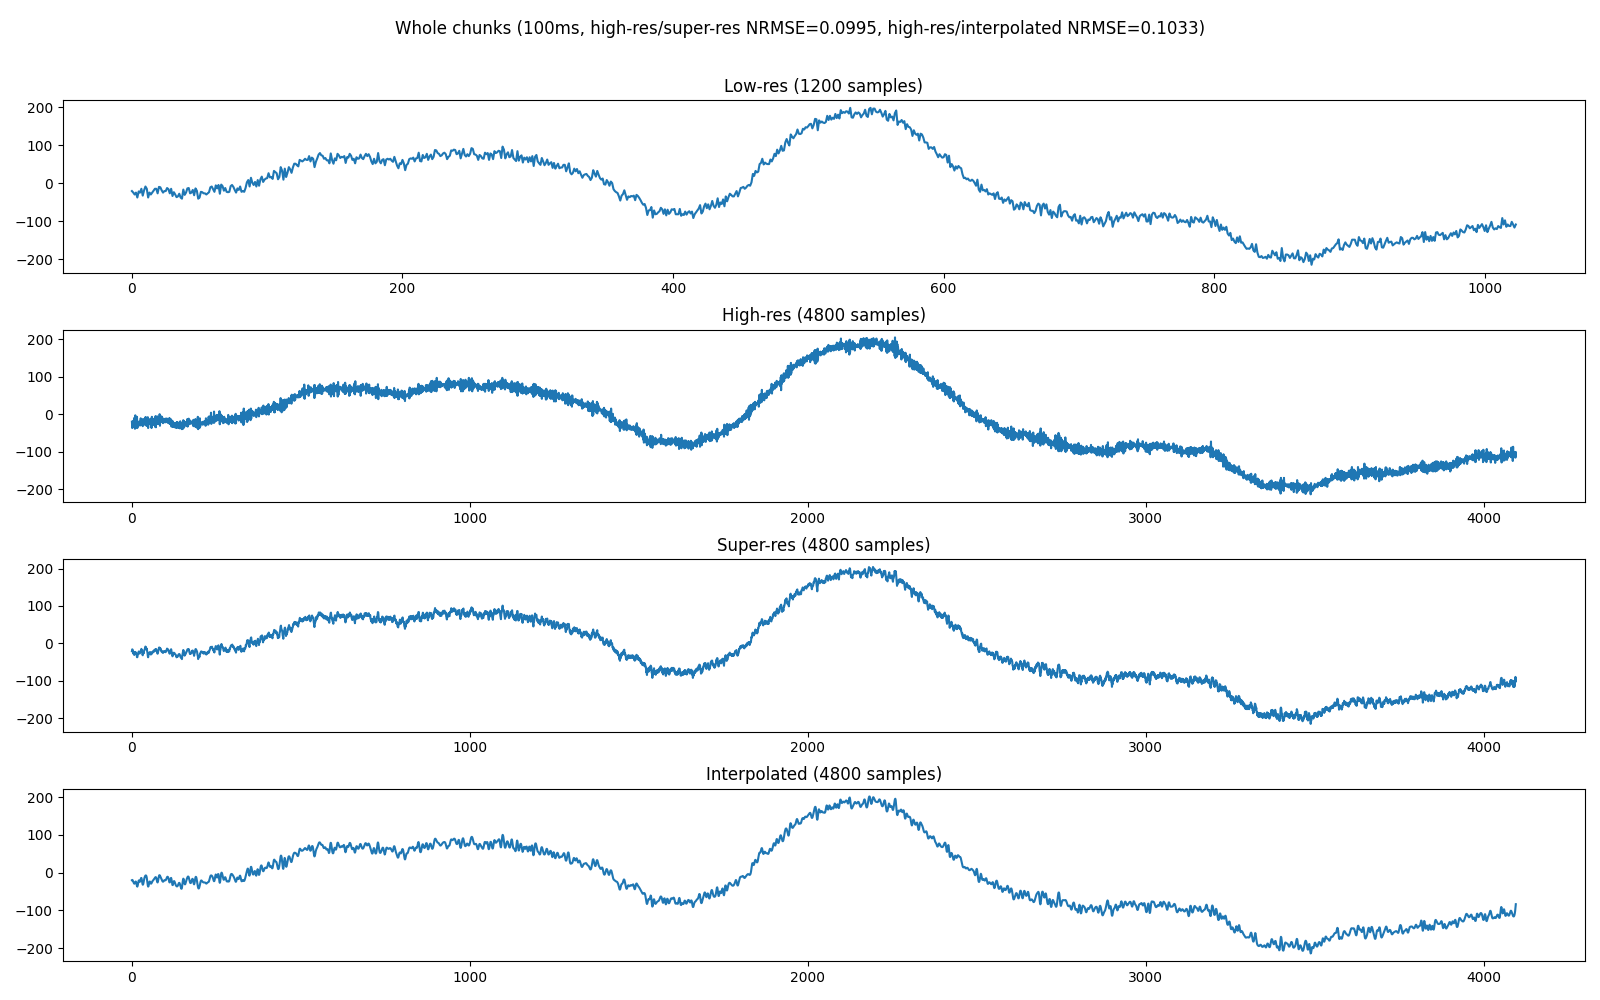 Whole chunks (100ms, high-res/super-res NRMSE=0.0995, high-res/interpolated NRMSE=0.1033)
Low-res (1200 samples)
200
100
0
−100
−200
0 200 400 600 800 1000
High-res (4800 samples)
200
100
0
−100
−200
0 1000 2000 3000 4000
Super-res (4800 samples)
200
100
0
−100
−200
0 1000 2000 3000 4000
Interpolated (4800 samples)
200
100
0
−100
−200
0 1000 2000 3000 4000